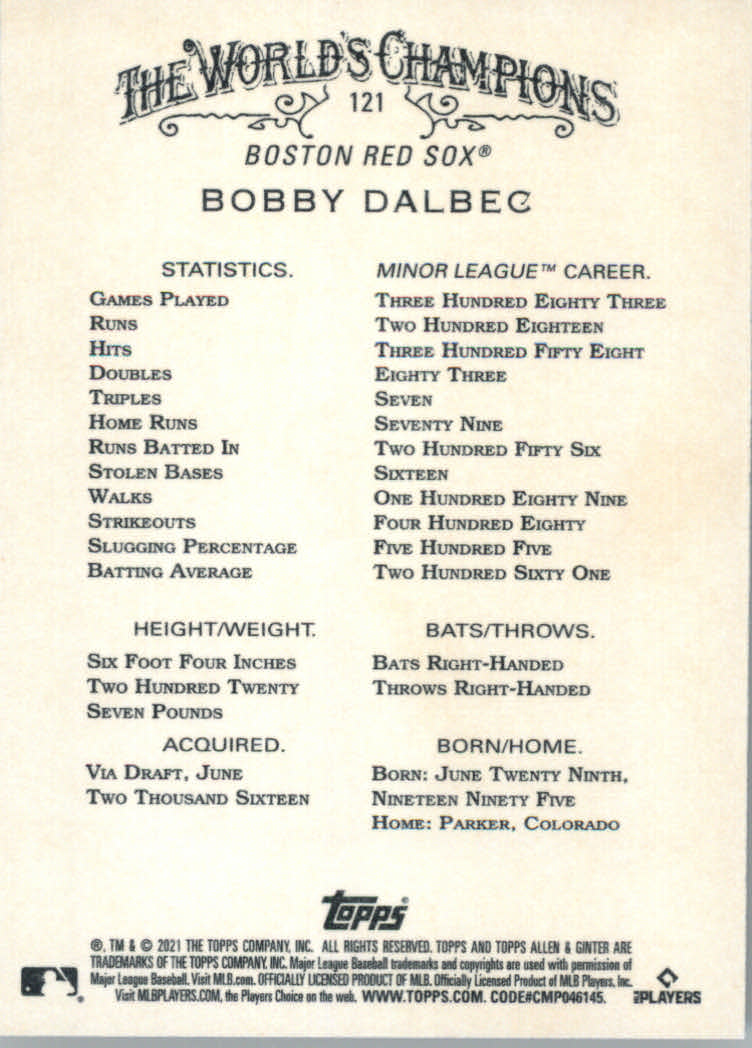 THE WORLD'S CHAMPIONS
121
BOSTON RED SOX®
BOBBY DALBEC
STATISTICS. MINOR LEAGUE™ CAREER.
GAMES PLAYED THREE HUNDRED EIGHTY THREE
RUNS TWO HUNDRED EIGHTEEN
HITS THREE HUNDRED FIFTY EIGHT
DOUBLES EIGHTY THREE
TRIPLES SEVEN
HOME RUNS SEVENTY NINE
RUNS BATTED IN TWO HUNDRED FIFTY SIX
STOLEN BASES SIXTEEN
WALKS ONE HUNDRED EIGHTY NINE
STRIKEOUTS FOUR HUNDRED EIGHTY
SLUGGING PERCENTAGE FIVE HUNDRED FIVE
BATTING AVERAGE TWO HUNDRED SIXTY ONE
HEIGHT/WEIGHT.
SIX FOOT FOUR INCHES
TWO HUNDRED TWENTY
SEVEN POUNDS
BATS/THROWS.
BATS RIGHT-HANDED
THROWS RIGHT-HANDED
ACQUIRED.
VIA DRAFT, JUNE
TWO THOUSAND SIXTEEN
BORN/HOME.
BORN: JUNE TWENTY NINTH,
NINETEEN NINETY FIVE
HOME: PARKER, COLORADO
Topps®
®, TM & © 2021 THE TOPPS COMPANY, INC. ALL RIGHTS RESERVED. TOPPS AND TOPPS ALLEN & GINTER ARE
TRADEMARKS OF THE TOPPS COMPANY, INC. Major League Baseball trademarks and copyrights are used with permission of
Major League Baseball. Visit MLB.com. OFFICIALLY LICENSED PRODUCT OF MLB. Officially Licensed Product of MLB Players, Inc.
Visit MLBPLAYERS.COM, the Players Choice on the web. WWW.TOPPS.COM. CODE#CMP046145.
MLB PLAYERS